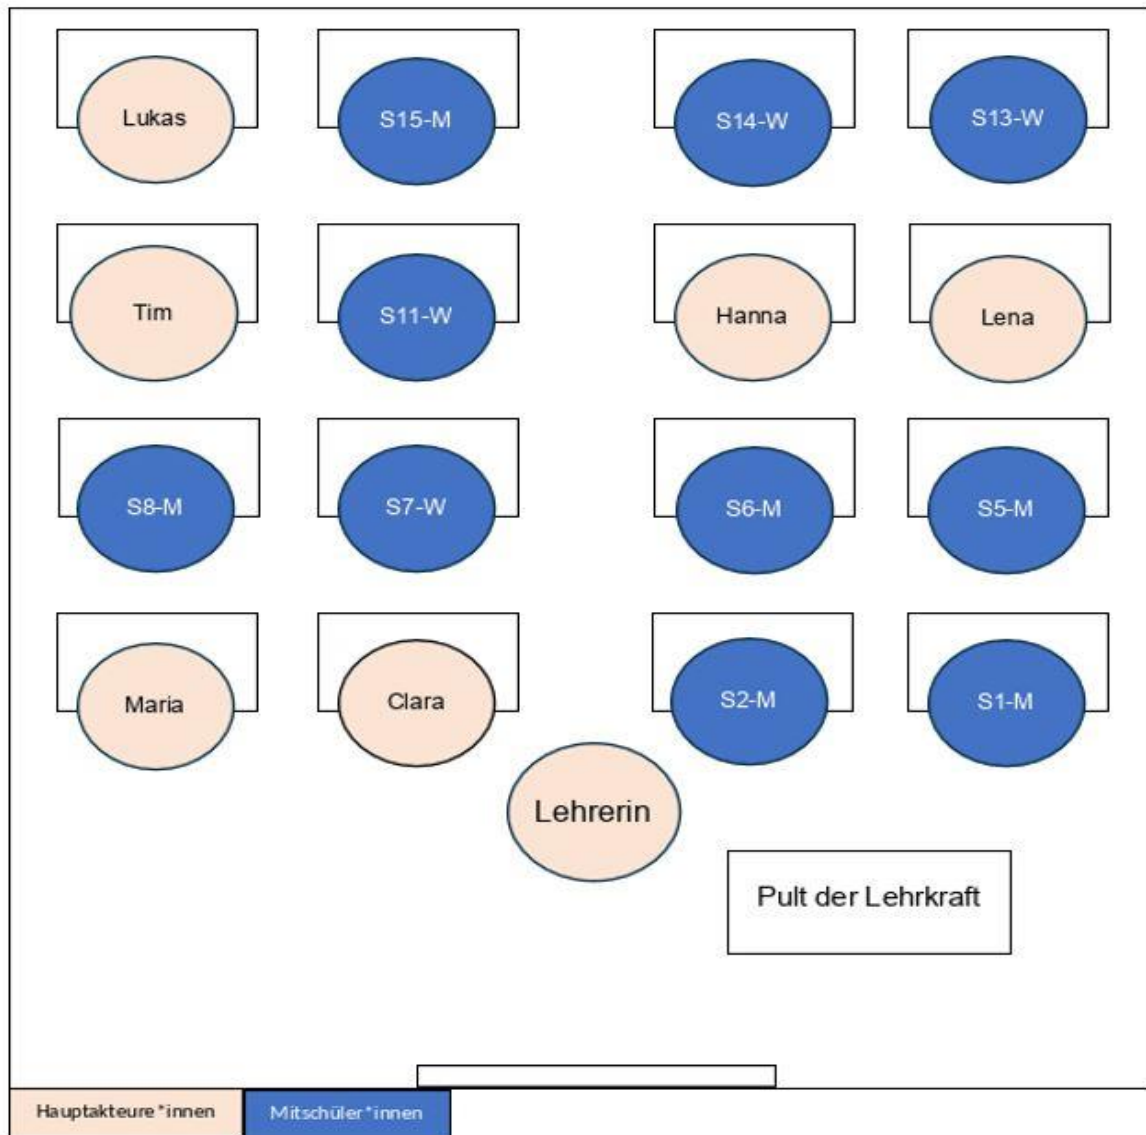 Lukas
S15-M
S14-W
S13-W
Tim
S11-W
Hanna
Lena
S8-M
S7-W
S6-M
S5-M
Maria
Clara
S2-M
S1-M
Lehrerin
Pult der Lehrkraft
Hauptakteure*innen
Mitschüler*innen